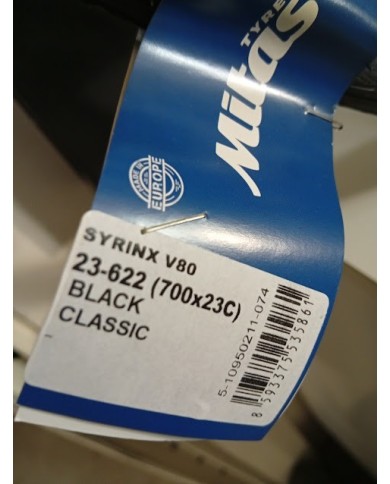 TYRES
Mitas
MADE IN
EUROPE
SYRINX V80
23-622 (700x23C)
BLACK
CLASSIC
5-10950211-074
8 593375 535861